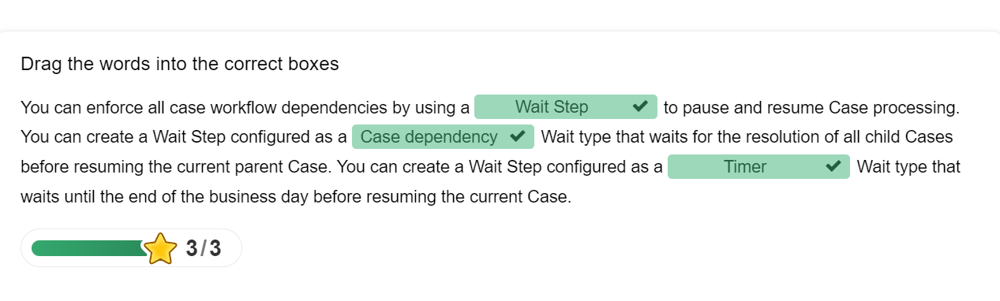 Drag the words into the correct boxes
You can enforce all case workflow dependencies by using a Wait Step to pause and resume Case processing.
You can create a Wait Step configured as a Case dependency Wait type that waits for the resolution of all child Cases
before resuming the current parent Case. You can create a Wait Step configured as a Timer Wait type that
waits until the end of the business day before resuming the current Case.
3/3